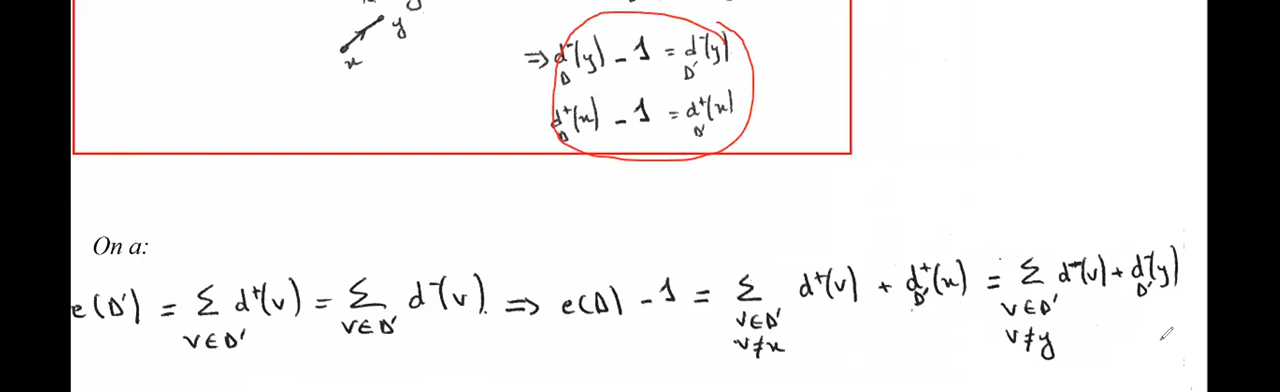 y
x
⇒ d⁻_D(y) - 1 = d⁻_D'(y)
d⁺_D(x) - 1 = d⁺_D'(x)
On a:
e(D') = Σ_{v∈D'} d⁺(v) = Σ_{v∈D'} d⁻(v). ⇒ e(D) - 1 = Σ_{v∈D', v≠x} d⁺(v) + d⁺_D'(x) = Σ_{v∈D', v≠y} d⁻(v) + d⁻_D'(y)